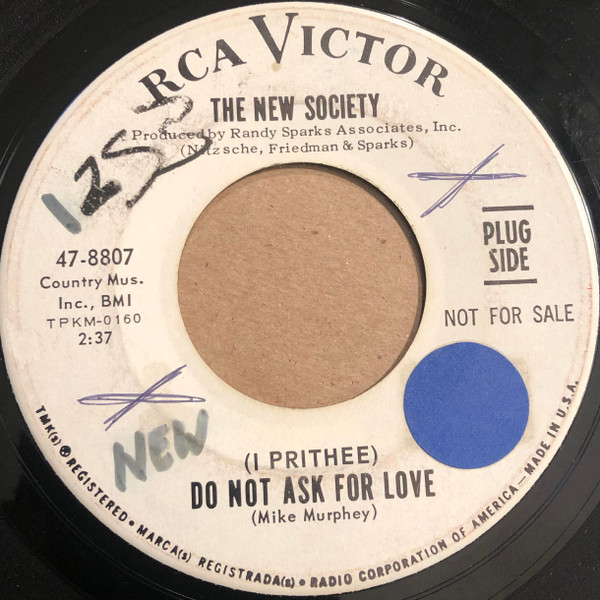 RCA VICTOR
THE NEW SOCIETY
Produced by Randy Sparks Associates, Inc.
(Nitzsche, Friedman & Sparks)
1253
PLUG
SIDE
47-8807
Country Mus.
Inc., BMI
TPKM-0160
2:37
NOT FOR SALE
NEW
(I PRITHEE)
DO NOT ASK FOR LOVE
(Mike Murphey)
TMK(s) ® REGISTERED • MARCA(s) REGISTRADA(s) • RADIO CORPORATION OF AMERICA — MADE IN U.S.A.